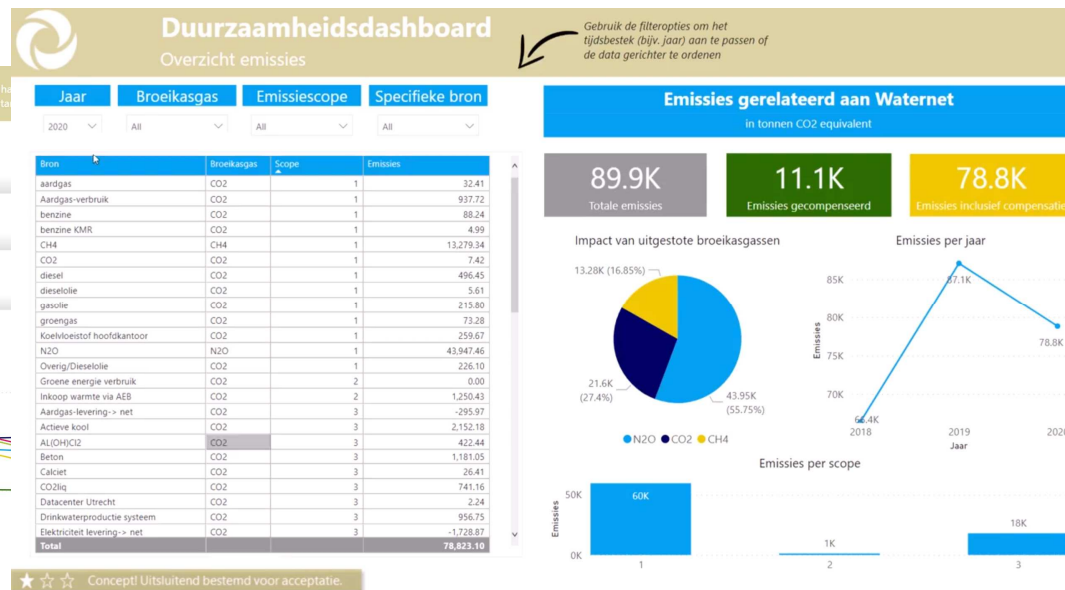 Duurzaamheidsdashboard
Overzicht emissies
Gebruik de filteropties om het
tijdsbestek (bijv. jaar) aan te passen of
de data gerichter te ordenen
Jaar Broeikasgas Emissiescope Specifieke bron
2020 All All All
Bron Broeikasgas Scope Emissies
aardgas CO2 1 32.41
Aardgas-verbruik CO2 1 937.72
benzine CO2 1 88.24
benzine KMR CO2 1 4.99
CH4 CH4 1 13,279.34
CO2 CO2 1 7.42
diesel CO2 1 496.45
dieselolie CO2 1 5.61
gasolie CO2 1 215.80
groengas CO2 1 73.28
Koelvloeistof hoofdkantoor CO2 1 259.67
N2O N2O 1 43,947.46
Overig/Dieselolie CO2 1 226.10
Groene energie verbruik CO2 2 0.00
Inkoop warmte via AEB CO2 2 1,250.43
Aardgas-levering-> net CO2 3 -295.97
Actieve kool CO2 3 2,152.18
AL(OH)Cl2 CO2 3 422.44
Beton CO2 3 1,181.05
Calciet CO2 3 26.41
CO2liq CO2 3 741.16
Datacenter Utrecht CO2 3 2.24
Drinkwaterproductie systeem CO2 3 956.75
Elektriciteit levering-> net CO2 3 -1,728.87
Total 78,823.10
Concept! Uitsluitend bestemd voor acceptatie.
Emissies gerelateerd aan Waternet
in tonnen CO2 equivalent
89.9K 11.1K 78.8K
Totale emissies Emissies gecompenseerd Emissies inclusief compensatie
Impact van uitgestote broeikasgassen
13.28K (16.85%)
21.6K
(27.4%)
43.95K
(55.75%)
N2O CO2 CH4
Emissies per jaar
Emissies
85K
80K
75K
70K
87.1K
78.8K
2018 2019 2020
Jaar
Emissies per scope
Emissies
50K
0K
60K
1K
18K
1 2 3